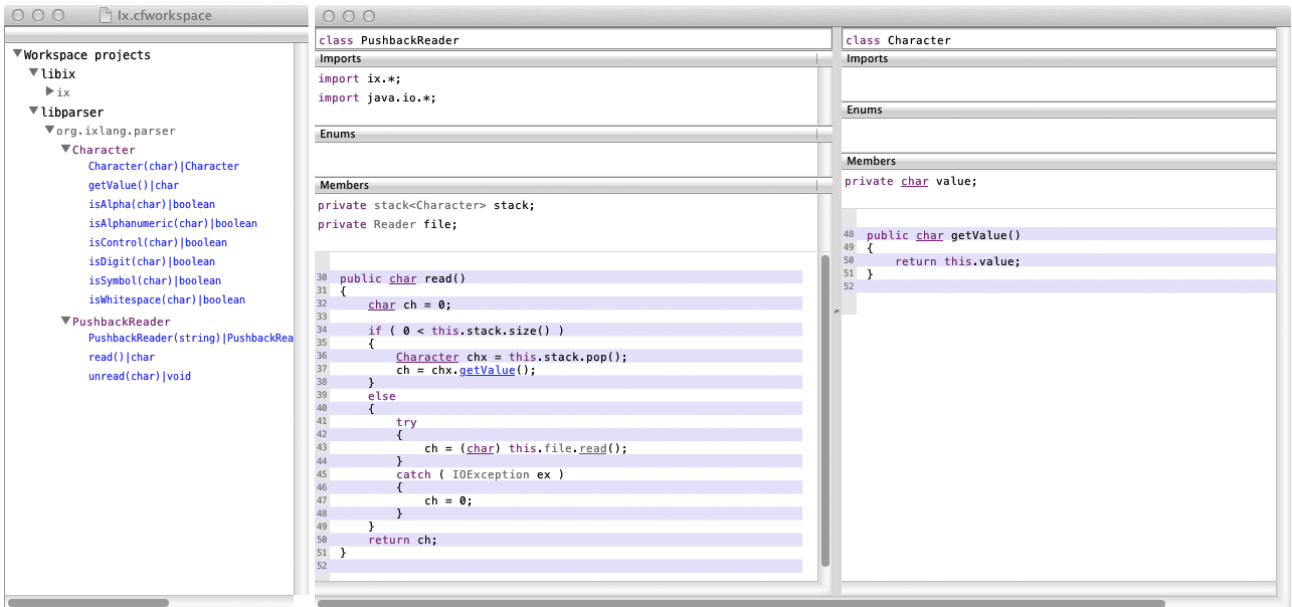 Ix.cfworkspace
Workspace projects
libix
ix
libparser
org.ixlang.parser
Character
Character(char)|Character
getValue()|char
isAlpha(char)|boolean
isAlphanumeric(char)|boolean
isControl(char)|boolean
isDigit(char)|boolean
isSymbol(char)|boolean
isWhitespace(char)|boolean
PushbackReader
PushbackReader(string)|PushbackRea
read()|char
unread(char)|void
class PushbackReader
Imports
import ix.*;
import java.io.*;
Enums
Members
private stack<Character> stack;
private Reader file;
30 public char read()
31 {
32     char ch = 0;
33
34     if ( 0 < this.stack.size() )
35     {
36         Character chx = this.stack.pop();
37         ch = chx.getValue();
38     }
39     else
40     {
41         try
42         {
43             ch = (char) this.file.read();
44         }
45         catch ( IOException ex )
46         {
47             ch = 0;
48         }
49     }
50     return ch;
51 }
52
class Character
Imports
Enums
Members
private char value;
48 public char getValue()
49 {
50     return this.value;
51 }
52